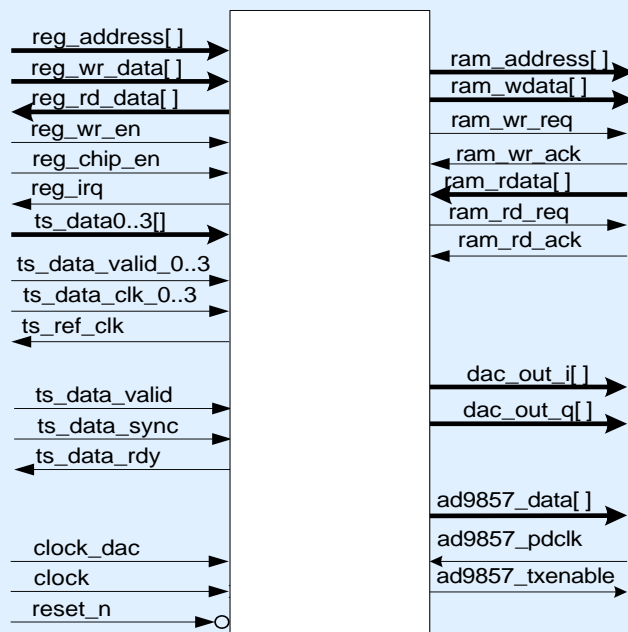 reg_address[ ]
reg_wr_data[ ]
reg_rd_data[ ]
reg_wr_en
reg_chip_en
reg_irq
ts_data0..3[]
ts_data_valid_0..3
ts_data_clk_0..3
ts_ref_clk
ts_data_valid
ts_data_sync
ts_data_rdy
clock_dac
clock
reset_n
ram_address[ ]
ram_wdata[ ]
ram_wr_req
ram_wr_ack
ram_rdata[ ]
ram_rd_req
ram_rd_ack
dac_out_i[ ]
dac_out_q[ ]
ad9857_data[ ]
ad9857_pdclk
ad9857_txenable